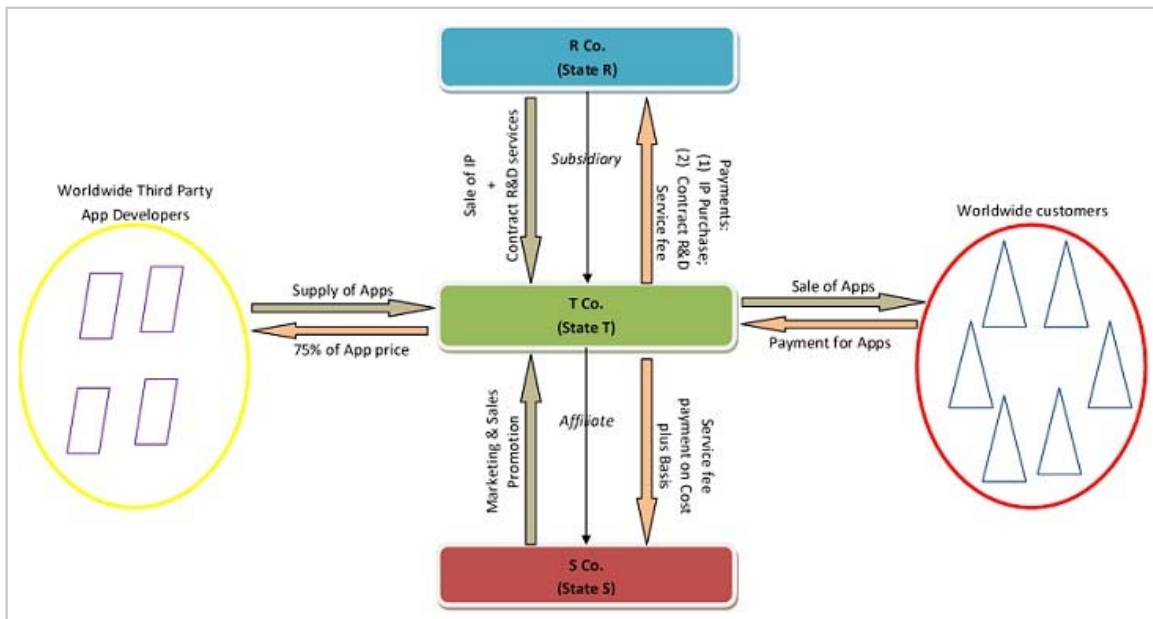 R Co.
(State R)
Sale of IP
+
Contract R&D services
Subsidiary
Payments:
(1) IP Purchase;
(2) Contract R&D
Service fee
Worldwide Third Party
App Developers
Worldwide customers
Supply of Apps
75% of App price
T Co.
(State T)
Sale of Apps
Payment for Apps
Marketing & Sales
Promotion
Affiliate
Service fee
payment on Cost
plus Basis
S Co.
(State S)